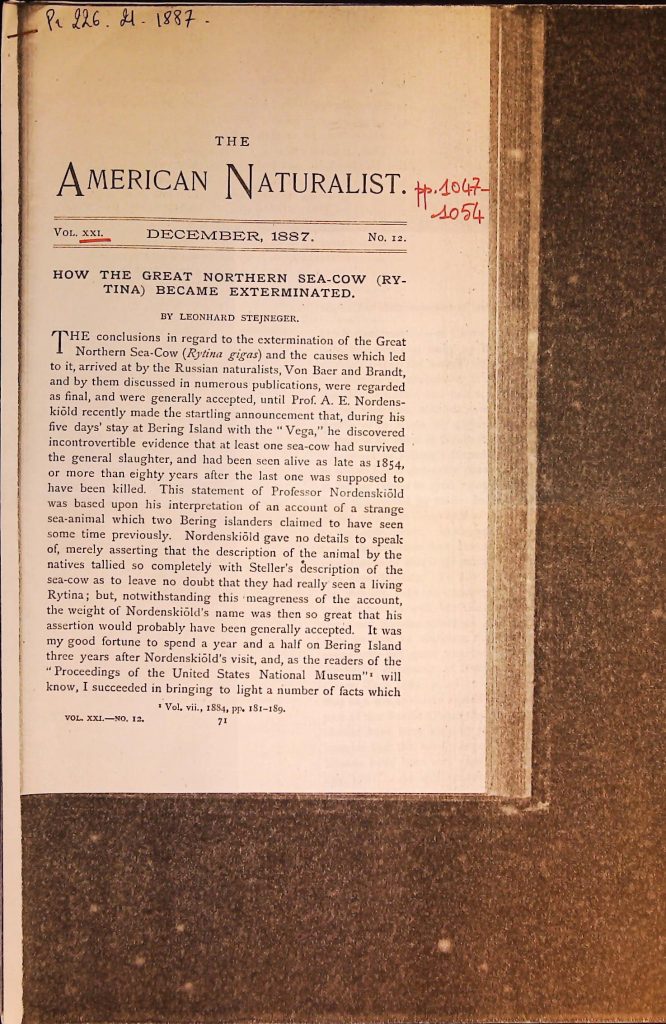 Pr 226. 21. 1887.
THE
AMERICAN NATURALIST.
pp. 1047-
1054
VOL. XXI. DECEMBER, 1887. No. 12.
HOW THE GREAT NORTHERN SEA-COW (RY-
TINA) BECAME EXTERMINATED.
BY LEONHARD STEJNEGER.
THE conclusions in regard to the extermination of the Great
Northern Sea-Cow (Rytina gigas) and the causes which led
to it, arrived at by the Russian naturalists, Von Baer and Brandt,
and by them discussed in numerous publications, were regarded
as final, and were generally accepted, until Prof. A. E. Nordens-
kiöld recently made the startling announcement that, during his
five days' stay at Bering Island with the "Vega," he discovered
incontrovertible evidence that at least one sea-cow had survived
the general slaughter, and had been seen alive as late as 1854,
or more than eighty years after the last one was supposed to
have been killed. This statement of Professor Nordenskiöld
was based upon his interpretation of an account of a strange
sea-animal which two Bering islanders claimed to have seen
some time previously. Nordenskiöld gave no details to speak
of, merely asserting that the description of the animal by the
natives tallied so completely with Steller's description of the
sea-cow as to leave no doubt that they had really seen a living
Rytina; but, notwithstanding this meagreness of the account,
the weight of Nordenskiöld's name was then so great that his
assertion would probably have been generally accepted. It was
my good fortune to spend a year and a half on Bering Island
three years after Nordenskiöld's visit, and, as the readers of the
"Proceedings of the United States National Museum"¹ will
know, I succeeded in bringing to light a number of facts which
¹ Vol. vii., 1884, pp. 181-189.
VOL. XXI.—NO. 12. 71